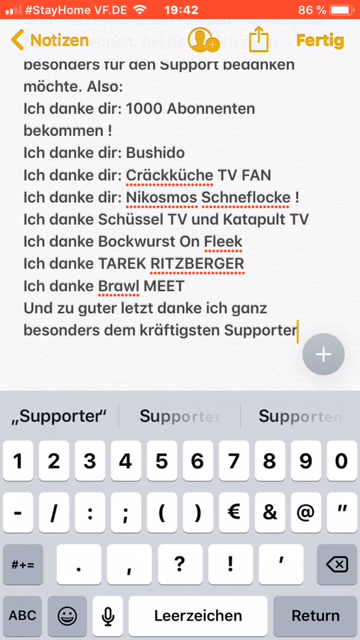 #StayHome VF.DE 19:42 86 %
Notizen Fertig
besonders für den Support bedanken
möchte. Also:
Ich danke dir: 1000 Abonnenten
bekommen !
Ich danke dir: Bushido
Ich danke dir: Cräckküche TV FAN
Ich danke dir: Nikosmos Schneflocke !
Ich danke Schüssel TV und Katapult TV
Ich danke Bockwurst On Fleek
Ich danke TAREK RITZBERGER
Ich danke Brawl MEET
Und zu guter letzt danke ich ganz
besonders dem kräftigsten Supporter
„Supporter“ Supportet Supporten
1 2 3 4 5 6 7 8 9 0
- / : ; ( ) € & @ "
#+= . , ? ! '
ABC Leerzeichen Return